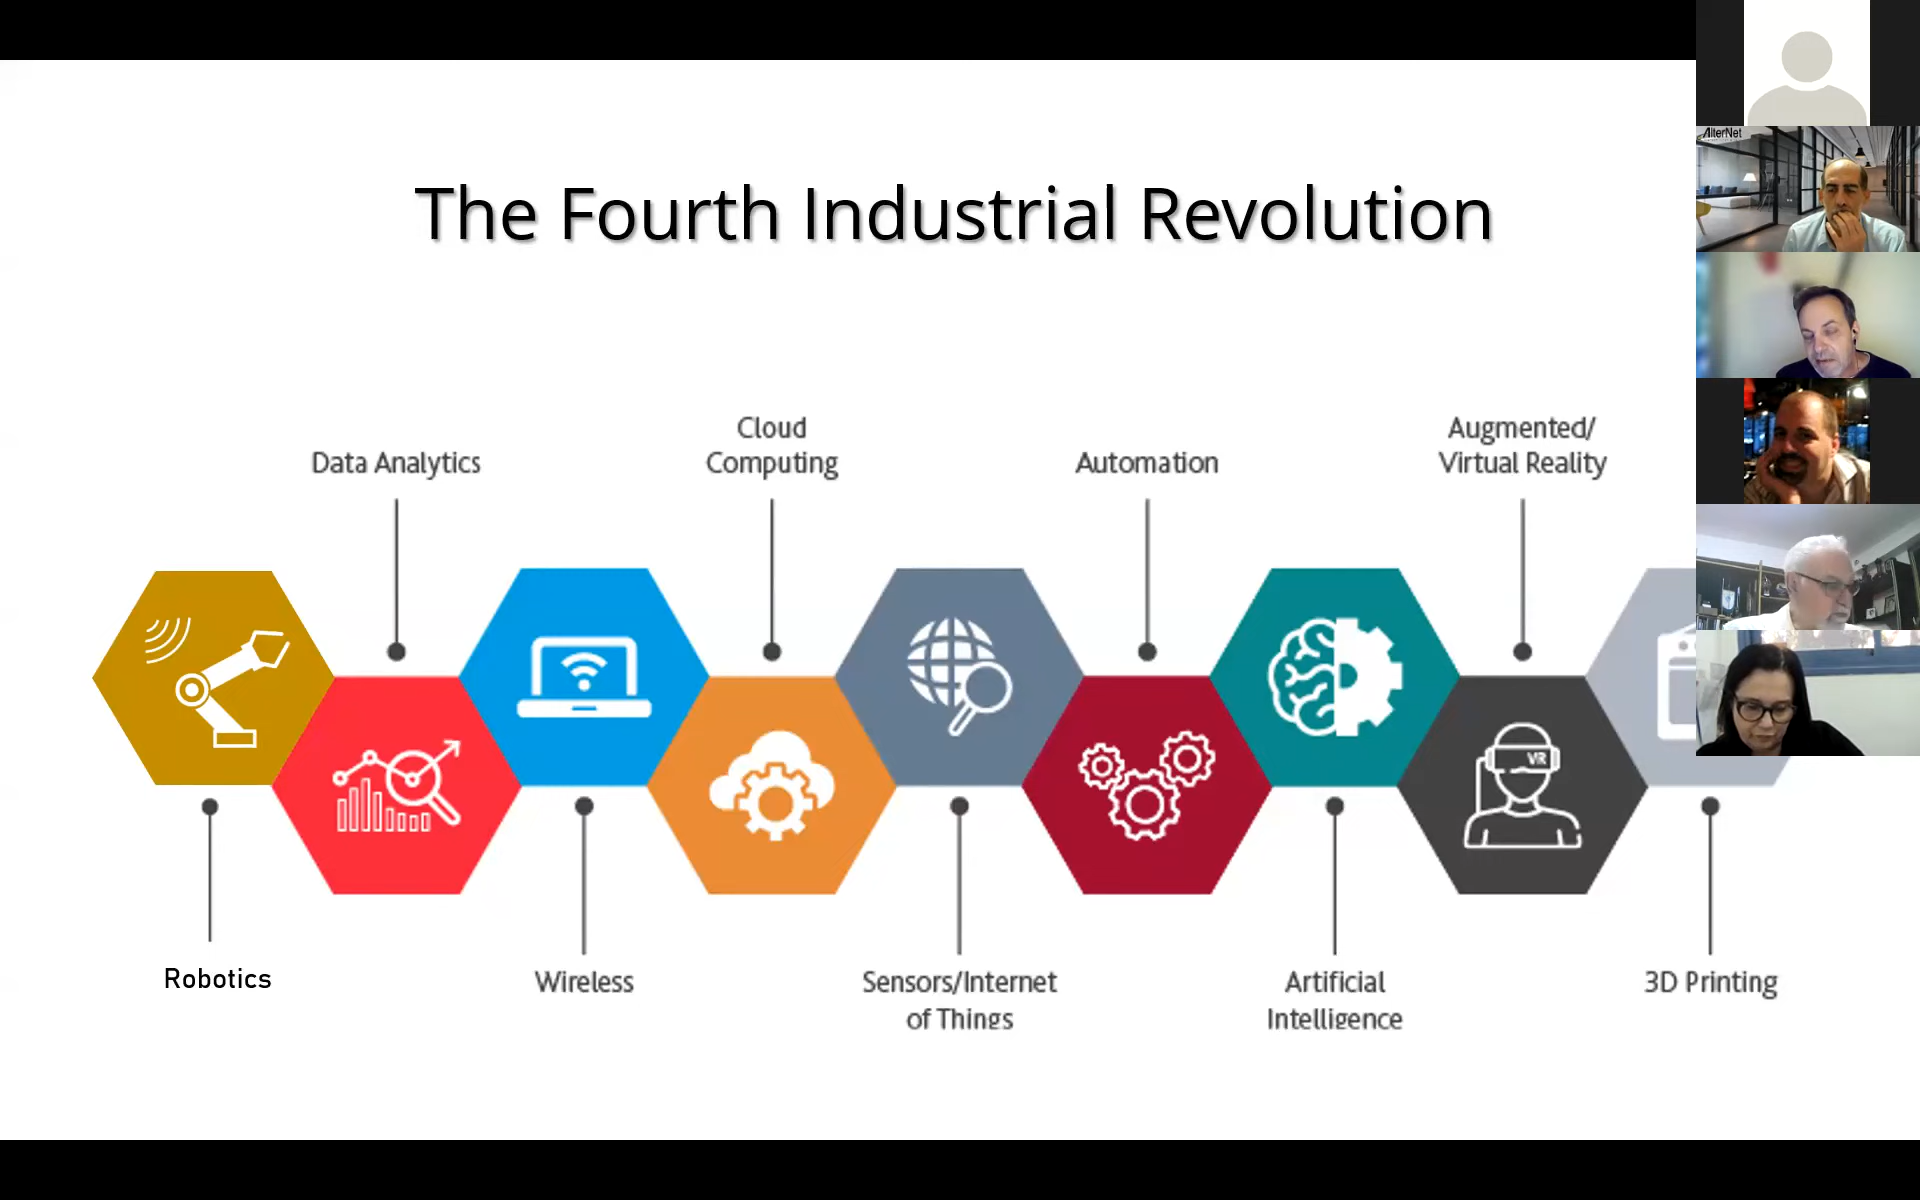 AlterNet
The Fourth Industrial Revolution
Data Analytics
Cloud
Computing
Automation
Augmented/
Virtual Reality
VR
Robotics
Wireless
Sensors/Internet
of Things
Artificial
Intelligence
3D Printing